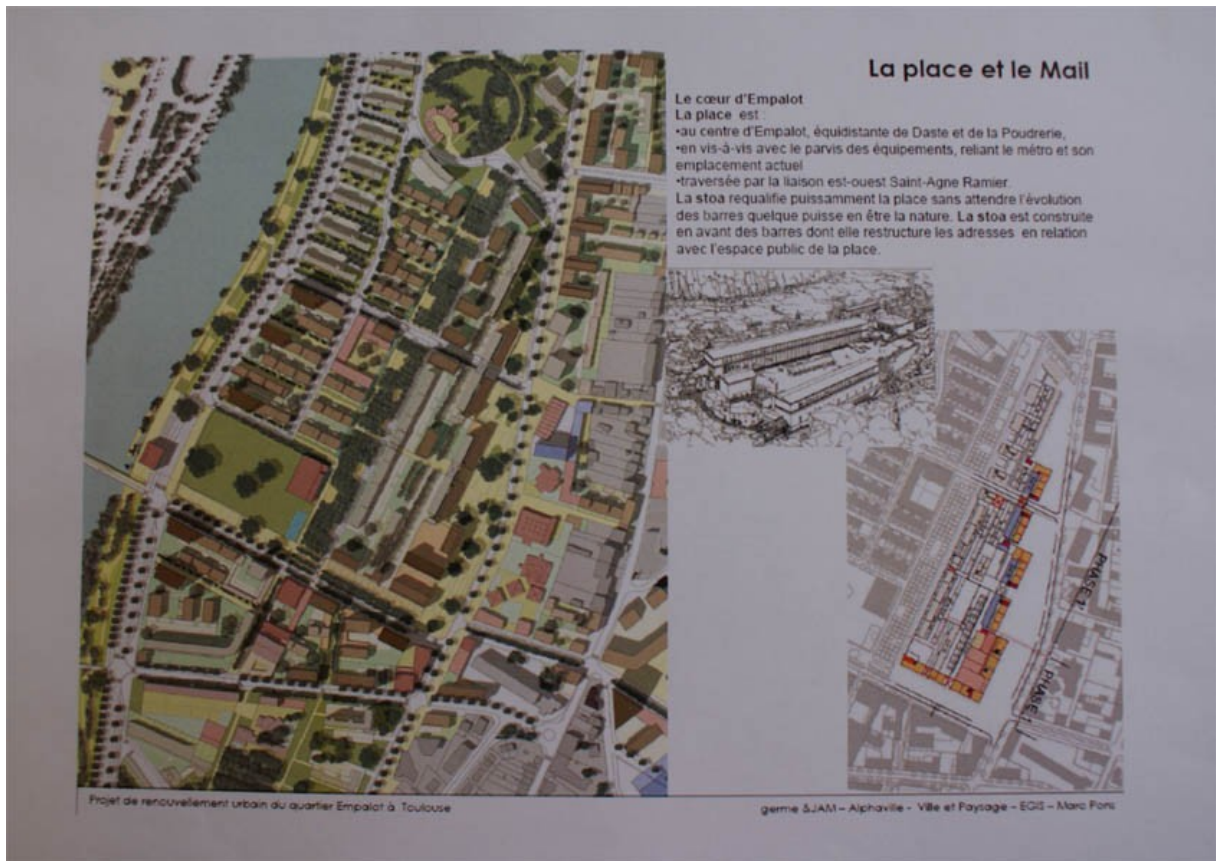 La place et le Mail
Le cœur d'Empalot
La place est :
•au centre d'Empalot, équidistante de Daste et de la Poudrerie,
•en vis-à-vis avec le parvis des équipements, reliant le métro et son
emplacement actuel
•traversée par la liaison est-ouest Saint-Agne Ramier.
La stoa requalifie puissamment la place sans attendre l'évolution
des barres quelque puisse en être la nature. La stoa est construite
en avant des barres dont elle restructure les adresses en relation
avec l'espace public de la place.
PHASE 1'
PHASE 1
Projet de renouvellement urbain du quartier Empalot à Toulouse
germe &JAM – Alphaville - Ville et Paysage – EGIS – Marc Pons